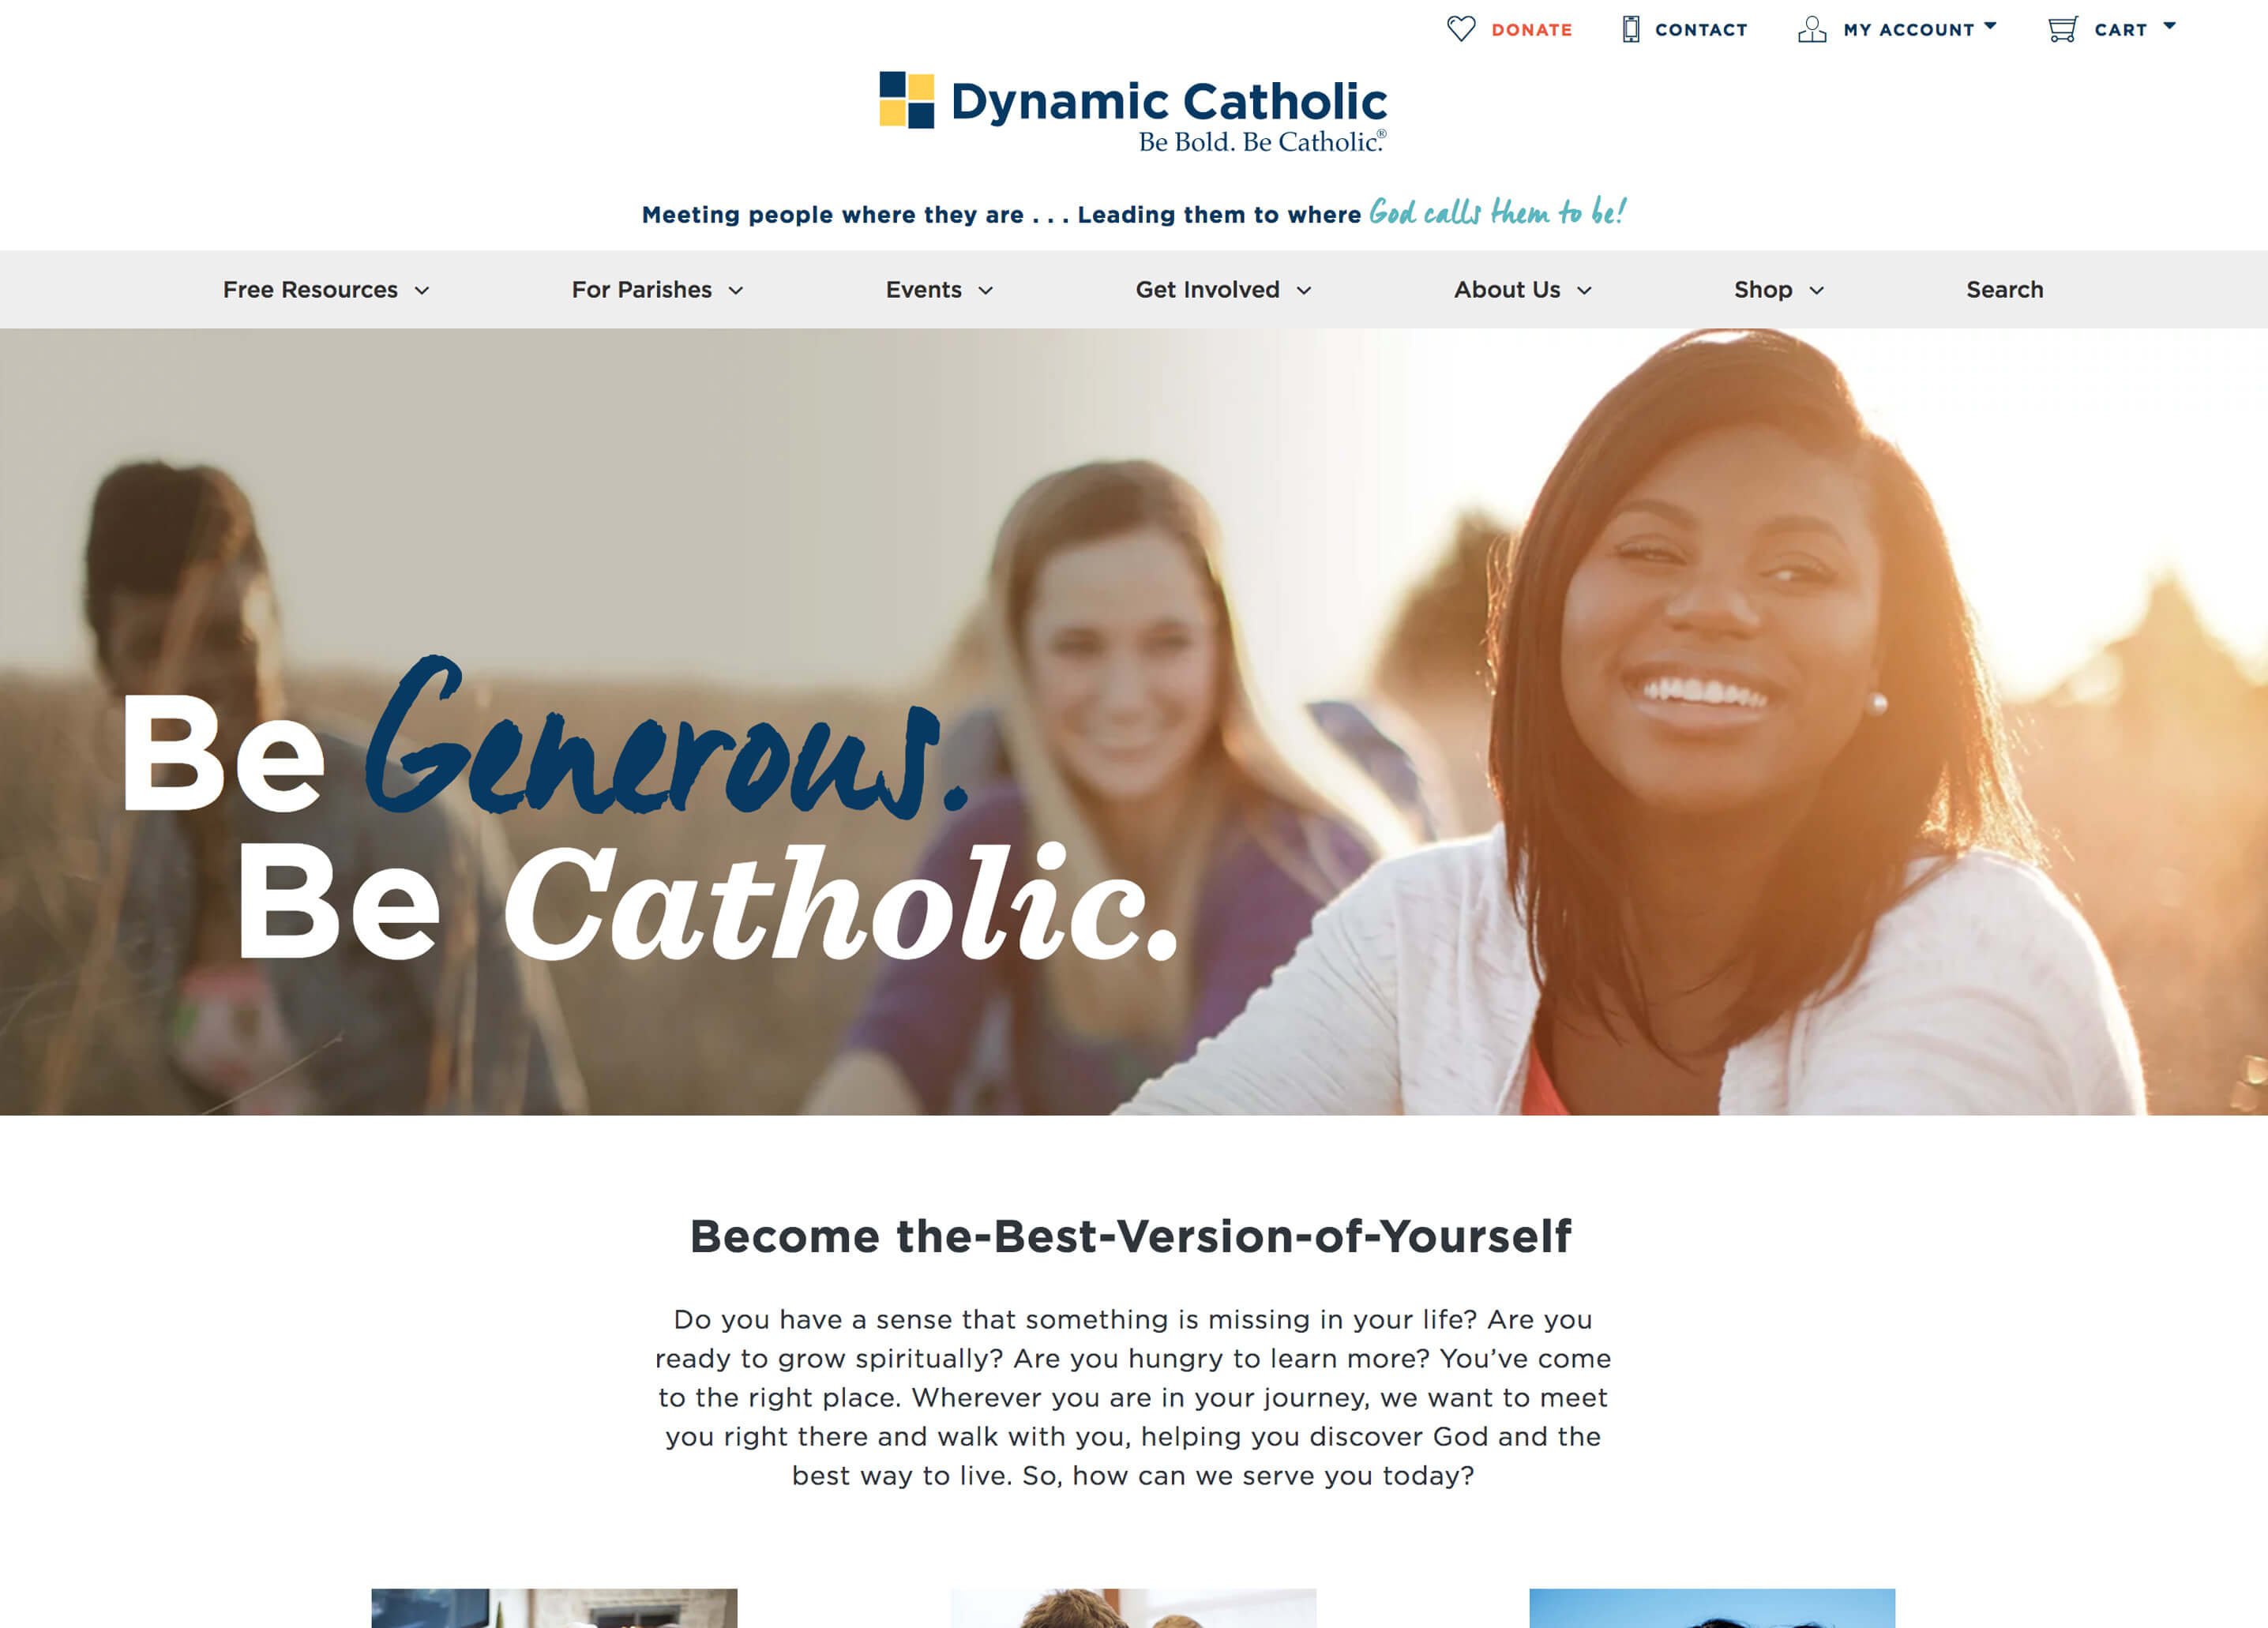 DONATE CONTACT MY ACCOUNT CART
Dynamic Catholic
Be Bold. Be Catholic.®
Meeting people where they are . . . Leading them to where God calls them to be!
Free Resources For Parishes Events Get Involved About Us Shop Search
Be Generous.
Be Catholic.
Become the-Best-Version-of-Yourself
Do you have a sense that something is missing in your life? Are you
ready to grow spiritually? Are you hungry to learn more? You’ve come
to the right place. Wherever you are in your journey, we want to meet
you right there and walk with you, helping you discover God and the
best way to live. So, how can we serve you today?